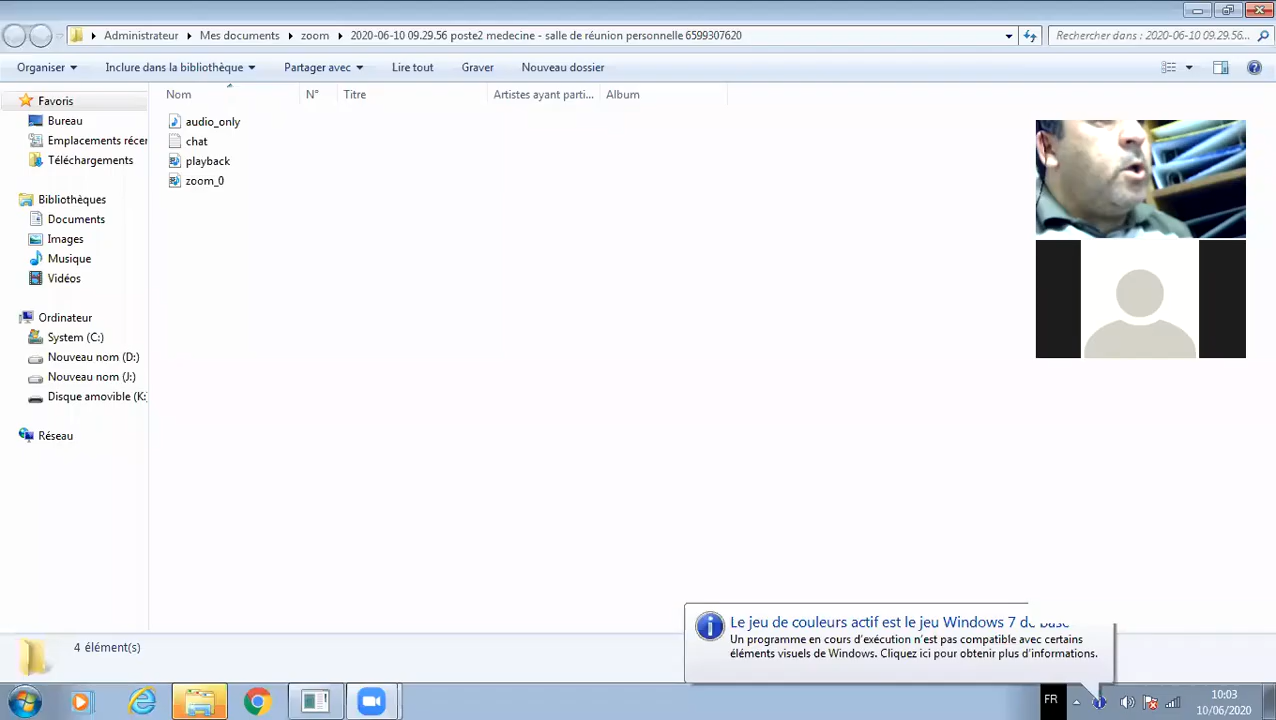 Administrateur Mes documents zoom 2020-06-10 09.29.56 poste2 medecine - salle de réunion personnelle 6599307620
Rechercher dans : 2020-06-10 09.29.56...
Organiser Inclure dans la bibliothèque Partager avec Lire tout Graver Nouveau dossier
Nom N° Titre Artistes ayant parti... Album
Favoris
Bureau
Emplacements récen
Téléchargements
Bibliothèques
Documents
Images
Musique
Vidéos
Ordinateur
System (C:)
Nouveau nom (D:)
Nouveau nom (J:)
Disque amovible (K:
Réseau
audio_only
chat
playback
zoom_0
4 élément(s)
Le jeu de couleurs actif est le jeu Windows 7 de base
Un programme en cours d'exécution n'est pas compatible avec certains
éléments visuels de Windows. Cliquez ici pour obtenir plus d'informations.
FR
10:03
10/06/2020